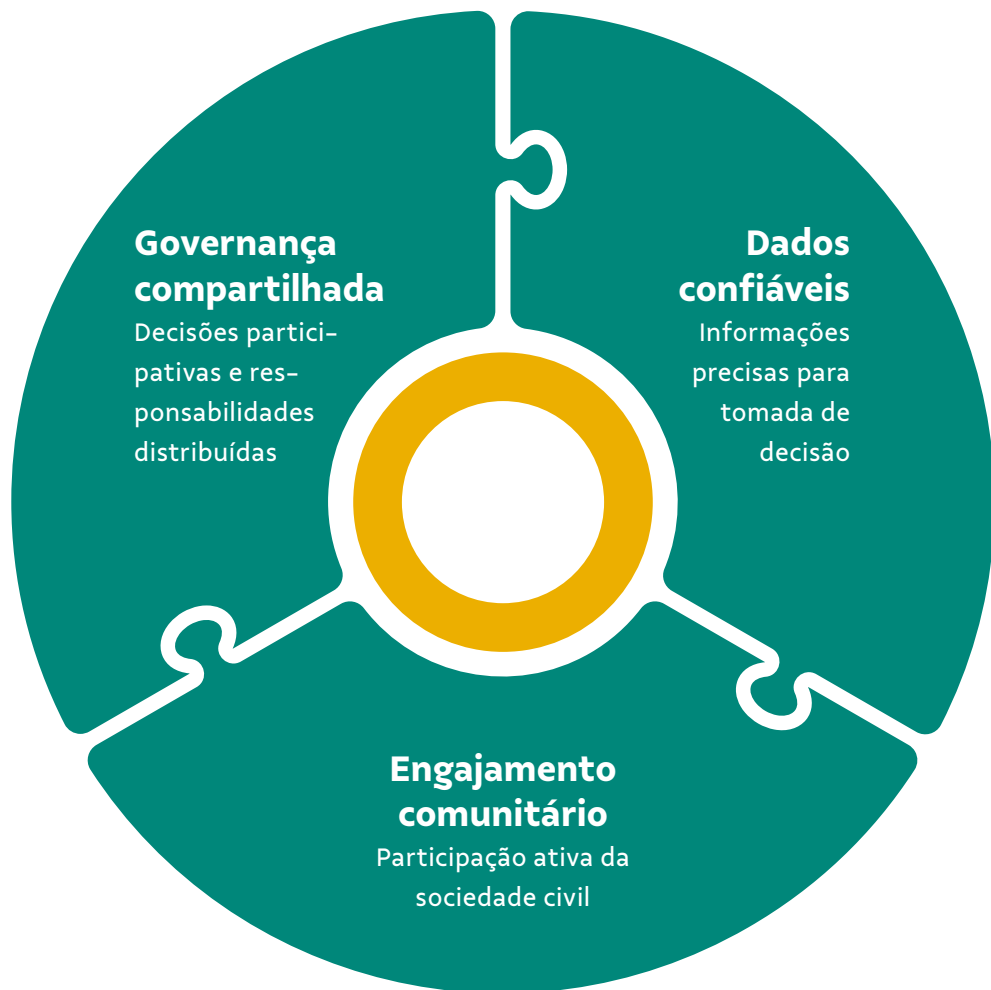 Governança
compartilhada
Decisões partici-
pativas e res-
ponsabilidades
distribuídas
Dados
confiáveis
Informações
precisas para
tomada de
decisão
Engajamento
comunitário
Participação ativa da
sociedade civil